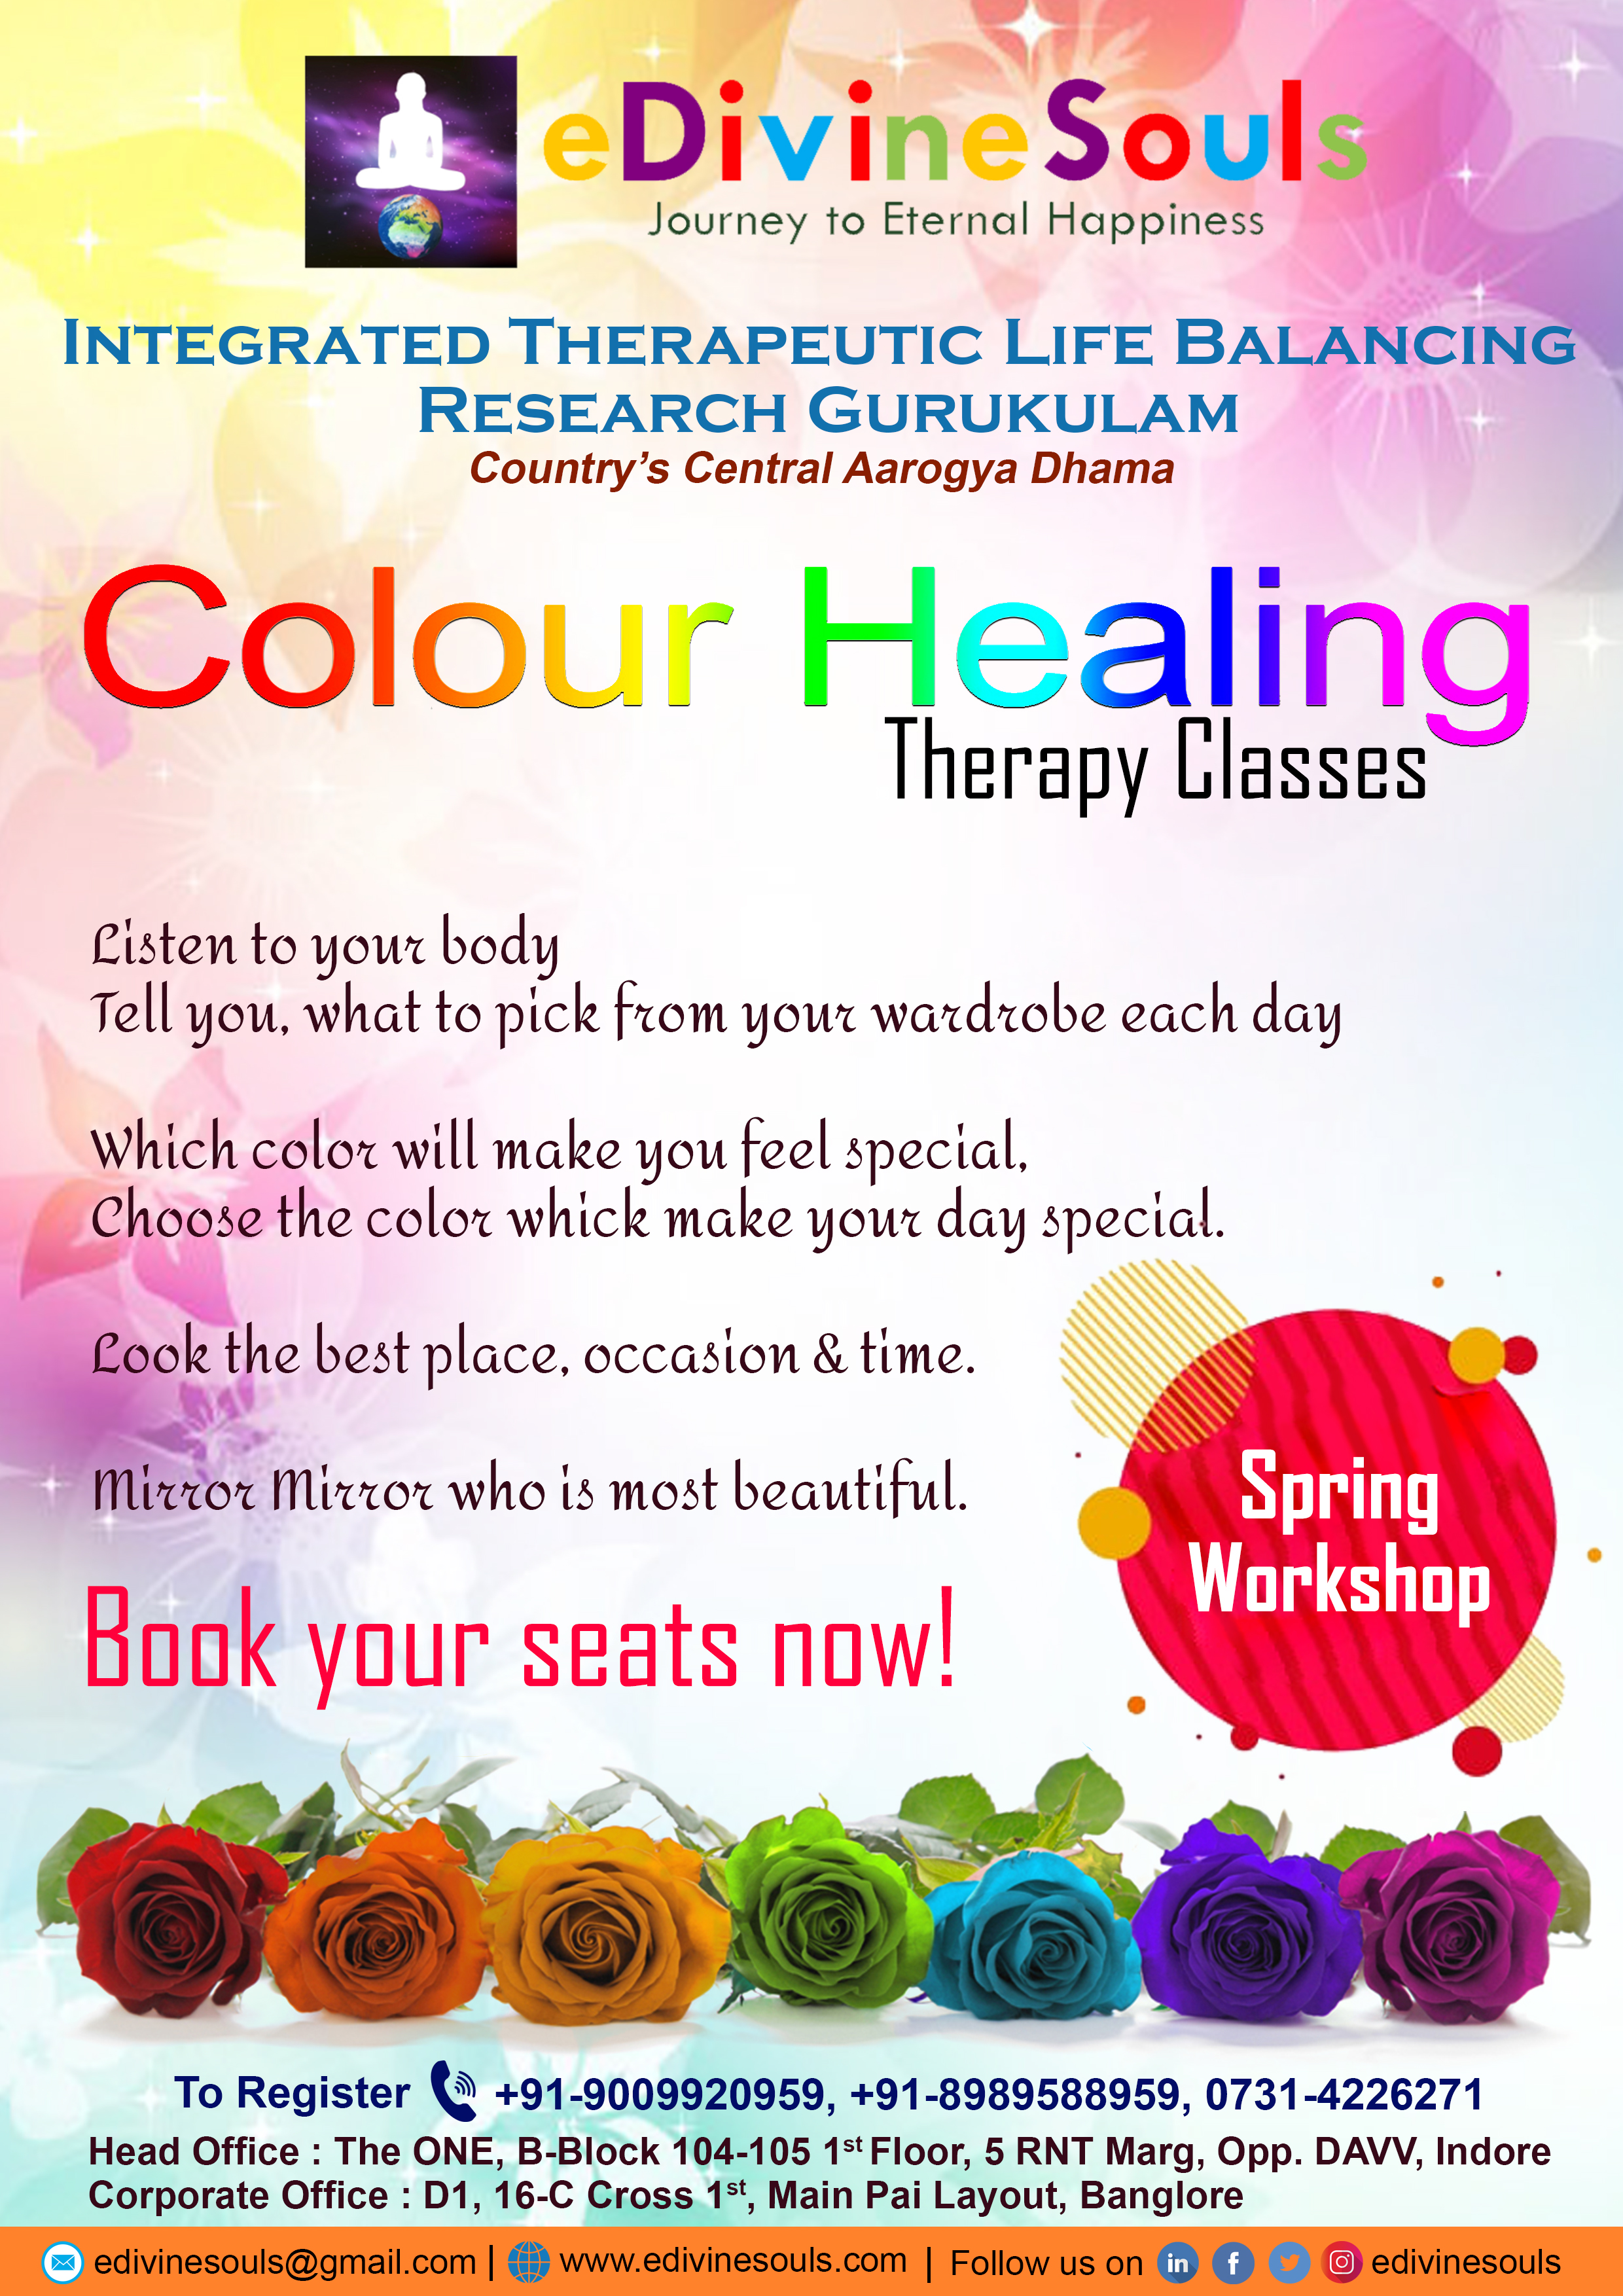 eDivineSouls
Journey to Eternal Happiness
Integrated Therapeutic Life Balancing
Research Gurukulam
Country's Central Aarogya Dhama
Colour Healing
Therapy Classes
Listen to your body
Tell you, what to pick from your wardrobe each day
Which color will make you feel special,
Choose the color whick make your day special.
Look the best place, occasion & time.
Mirror Mirror who is most beautiful.
Spring
Workshop
Book your seats now!
To Register +91-9009920959, +91-8989588959, 0731-4226271
Head Office : The ONE, B-Block 104-105 1st Floor, 5 RNT Marg, Opp. DAVV, Indore
Corporate Office : D1, 16-C Cross 1st, Main Pai Layout, Banglore
edivinesouls@gmail.com | www.edivinesouls.com | Follow us on in f edivinesouls